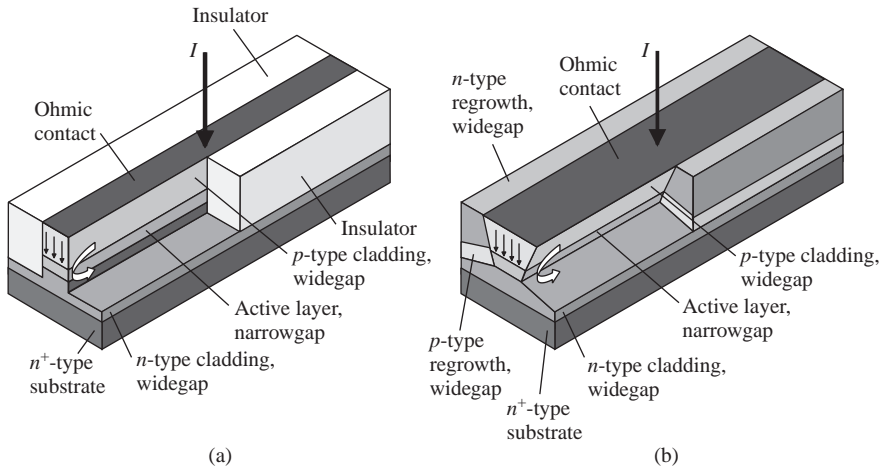 Insulator
I
Ohmic
contact
Insulator
p-type cladding,
widegap
Active layer,
narrowgap
n-type cladding,
widegap
n+-type
substrate
(a)
I
Ohmic
contact
n-type
regrowth,
widegap
p-type cladding,
widegap
Active layer,
narrowgap
n-type cladding,
widegap
p-type
regrowth,
widegap
n+-type
substrate
(b)